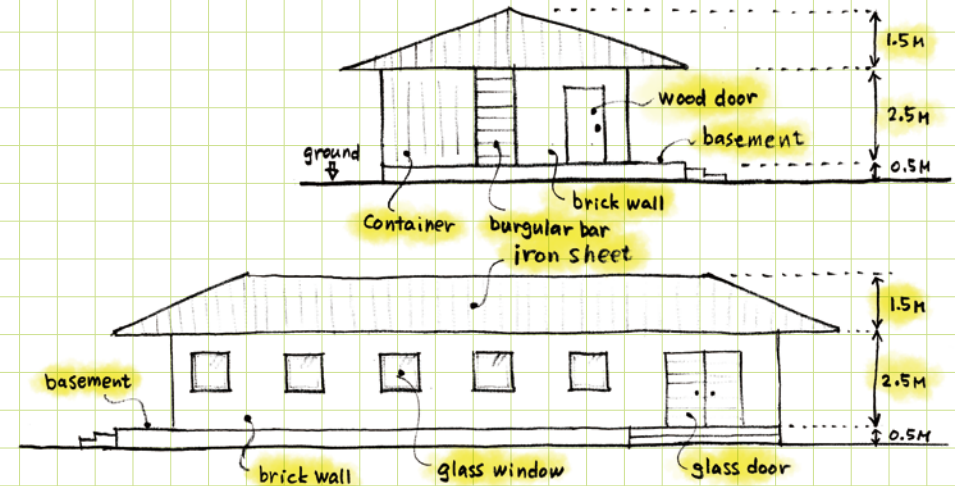 1.5M
wood door
2.5M
basement
ground
0.5M
brick wall
Container
burgular bar
iron sheet
1.5M
basement
2.5M
0.5M
brick wall
glass window
glass door